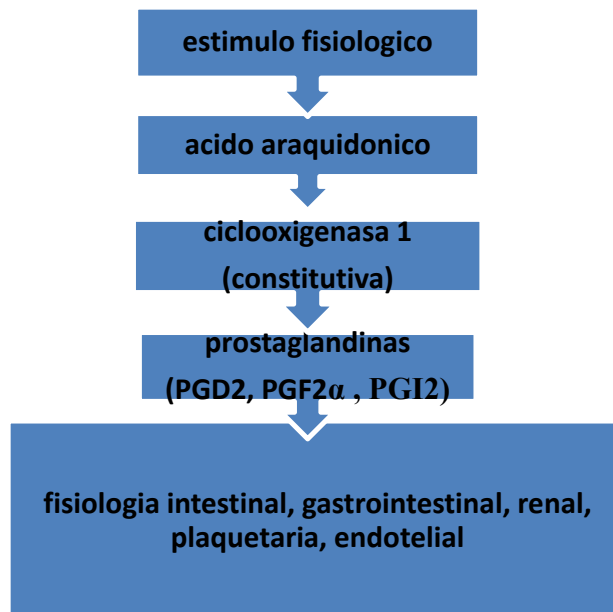 estimulo fisiologico
acido araquidonico
ciclooxigenasa 1
(constitutiva)
prostaglandinas
(PGD2, PGF2α , PGI2)
fisiologia intestinal, gastrointestinal, renal,
plaquetaria, endotelial